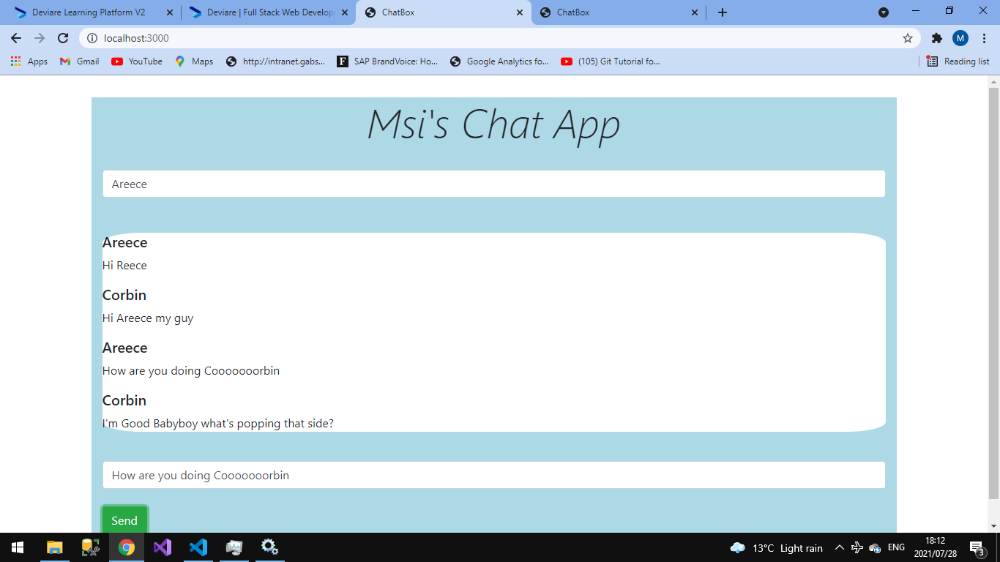 Deviare Learning Platform V2
Deviare | Full Stack Web Develop
ChatBox
ChatBox
localhost:3000
M
Apps
Gmail
YouTube
Maps
http://intranet.gabs...
SAP BrandVoice: Ho...
Google Analytics fo...
(105) Git Tutorial fo...
Reading list
Msi's Chat App
Areece
Areece
Hi Reece
Corbin
Hi Areece my guy
Areece
How are you doing Cooooooorbin
Corbin
I'm Good Babyboy what's popping that side?
How are you doing Cooooooorbin
Send
13°C Light rain
ENG
18:12
2021/07/28
3